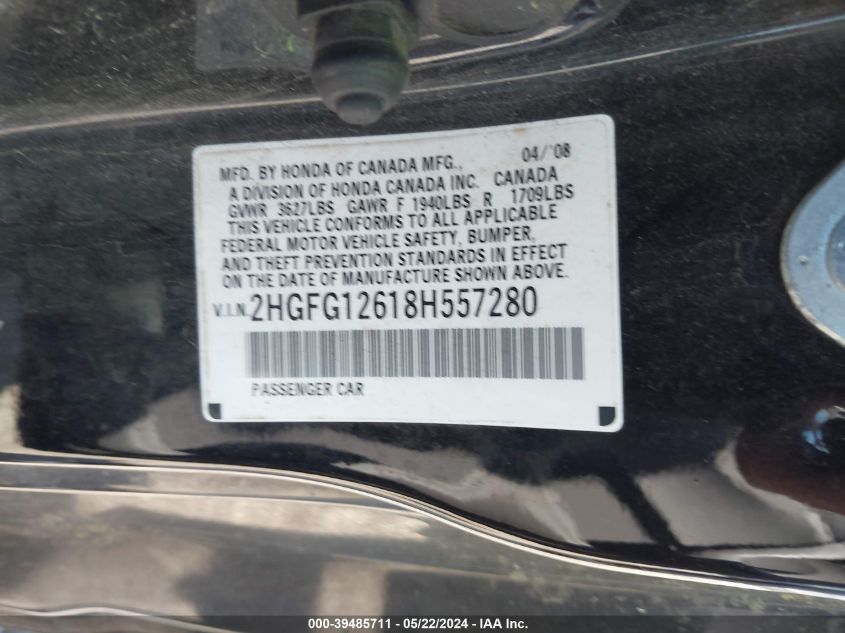 MFD. BY HONDA OF CANADA MFG., 04/'08
A DIVISION OF HONDA CANADA INC. CANADA
GVWR 3627LBS GAWR F 1940LBS R 1709LBS
THIS VEHICLE CONFORMS TO ALL APPLICABLE
FEDERAL MOTOR VEHICLE SAFETY, BUMPER,
AND THEFT PREVENTION STANDARDS IN EFFECT
ON THE DATE OF MANUFACTURE SHOWN ABOVE.
V.I.N. 2HGFG12618H557280
PASSENGER CAR
000-39485711 - 05/22/2024 - IAA Inc.